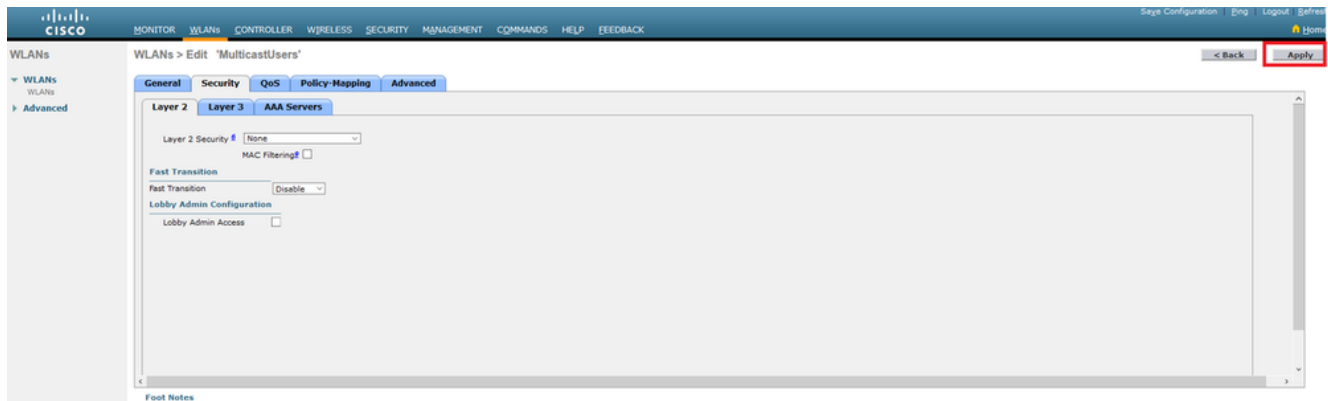 Save Configuration | Ping | Logout | Refresh
CISCO
MONITOR WLANs CONTROLLER WIRELESS SECURITY MANAGEMENT COMMANDS HELP FEEDBACK
Home
WLANs
WLANs > Edit 'MulticastUsers'
< Back
Apply
WLANs
WLANs
Advanced
General Security QoS Policy-Mapping Advanced
Layer 2 Layer 3 AAA Servers
Layer 2 Security None
MAC Filtering
Fast Transition
Fast Transition Disable
Lobby Admin Configuration
Lobby Admin Access
Foot Notes